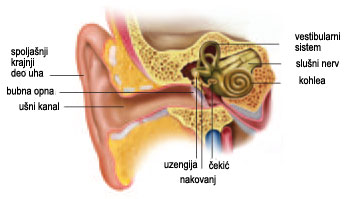 spoljašnji
krajnji
deo uha
bubna opna
ušni kanal
vestibularni
sistem
slušni nerv
kohlea
uzengija
čekić
nakovanj